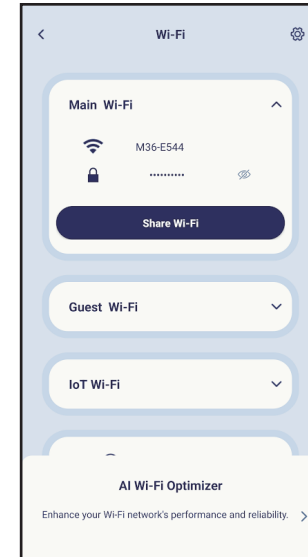 Wi-Fi
Main Wi-Fi
M36-E544
••••••••••
Share Wi-Fi
Guest Wi-Fi
IoT Wi-Fi
AI Wi-Fi Optimizer
Enhance your Wi-Fi network's performance and reliability.